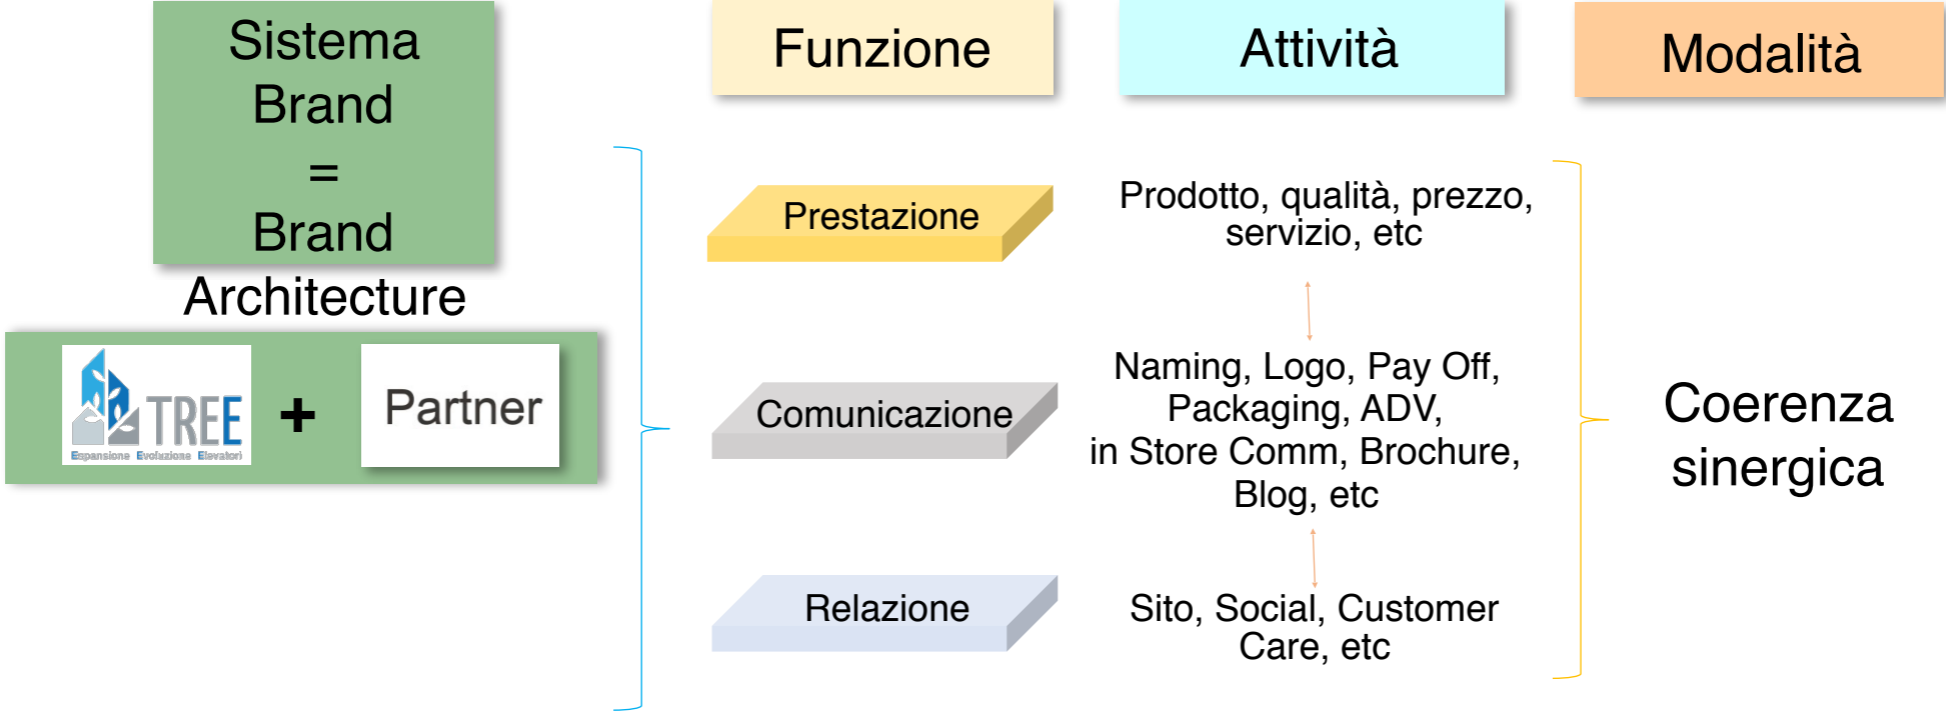 Sistema
Brand
=
Brand
Architecture
TREE
Espansione Evoluzione Elevatori
+
Partner
Funzione
Attività
Modalità
Prestazione
Prodotto, qualità, prezzo,
servizio, etc
Comunicazione
Naming, Logo, Pay Off,
Packaging, ADV,
in Store Comm, Brochure,
Blog, etc
Relazione
Sito, Social, Customer
Care, etc
Coerenza
sinergica